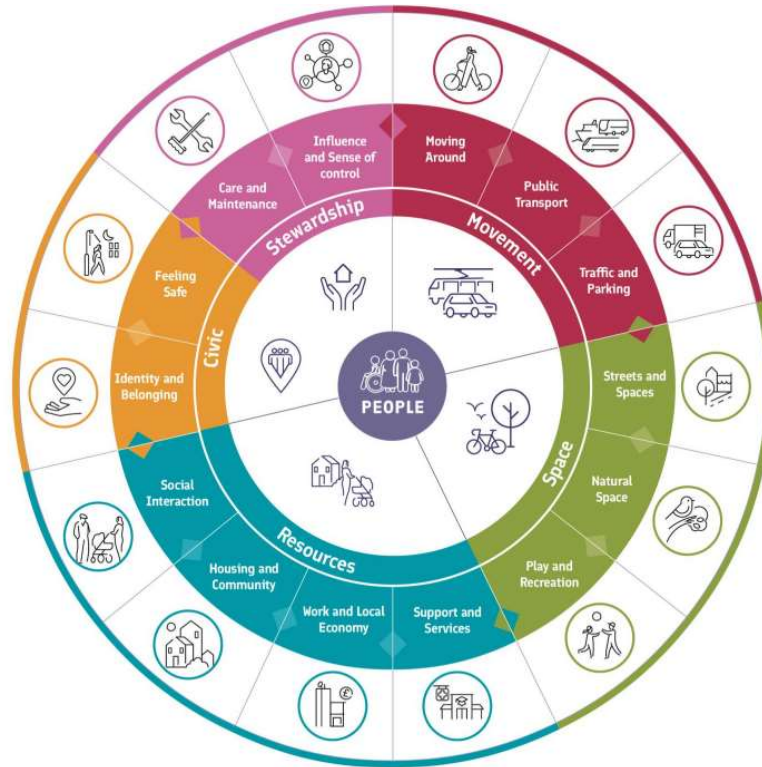 Influence
and Sense of
control
Moving
Around
Public
Transport
Traffic and
Parking
Streets and
Spaces
Natural
Space
Play and
Recreation
Support and
Services
Work and Local
Economy
Housing and
Community
Social
Interaction
Identity and
Belonging
Feeling
Safe
Care and
Maintenance
Stewardship
Movement
Space
Resources
Civic
PEOPLE
£